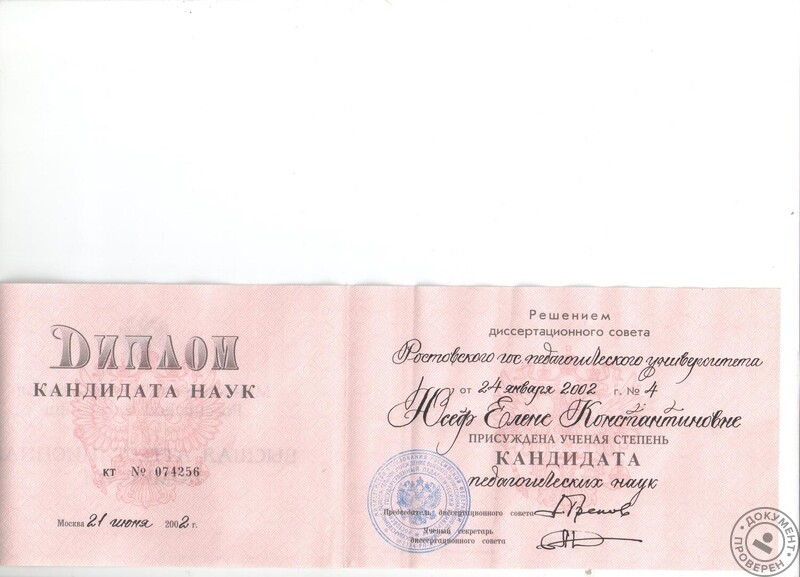 ДИПЛОМ
КАНДИДАТА НАУК
КТ № 074256
Москва 21 июня 2002 г.
Решением
диссертационного совета
Ростовского гос. педагогического университета
от 24 января 2002 г. № 4
Юсеф Елене Константиновне
ПРИСУЖДЕНА УЧЕНАЯ СТЕПЕНЬ
КАНДИДАТА
педагогических наук
Председатель диссертационного совета
Ученый секретарь
диссертационного совета
ДОКУМЕНТ
ПРОВЕРЕН